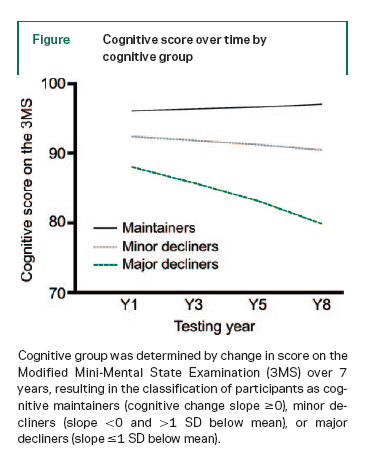 Figure Cognitive score over time by
cognitive group
100
90
80
70
Cognitive score on the 3MS
Maintainers
Minor decliners
Major decliners
Y1 Y3 Y5 Y8
Testing year
Cognitive group was determined by change in score on the
Modified Mini-Mental State Examination (3MS) over 7
years, resulting in the classification of participants as cog-
nitive maintainers (cognitive change slope ≥0), minor de-
cliners (slope <0 and >1 SD below mean), or major
decliners (slope ≤1 SD below mean).